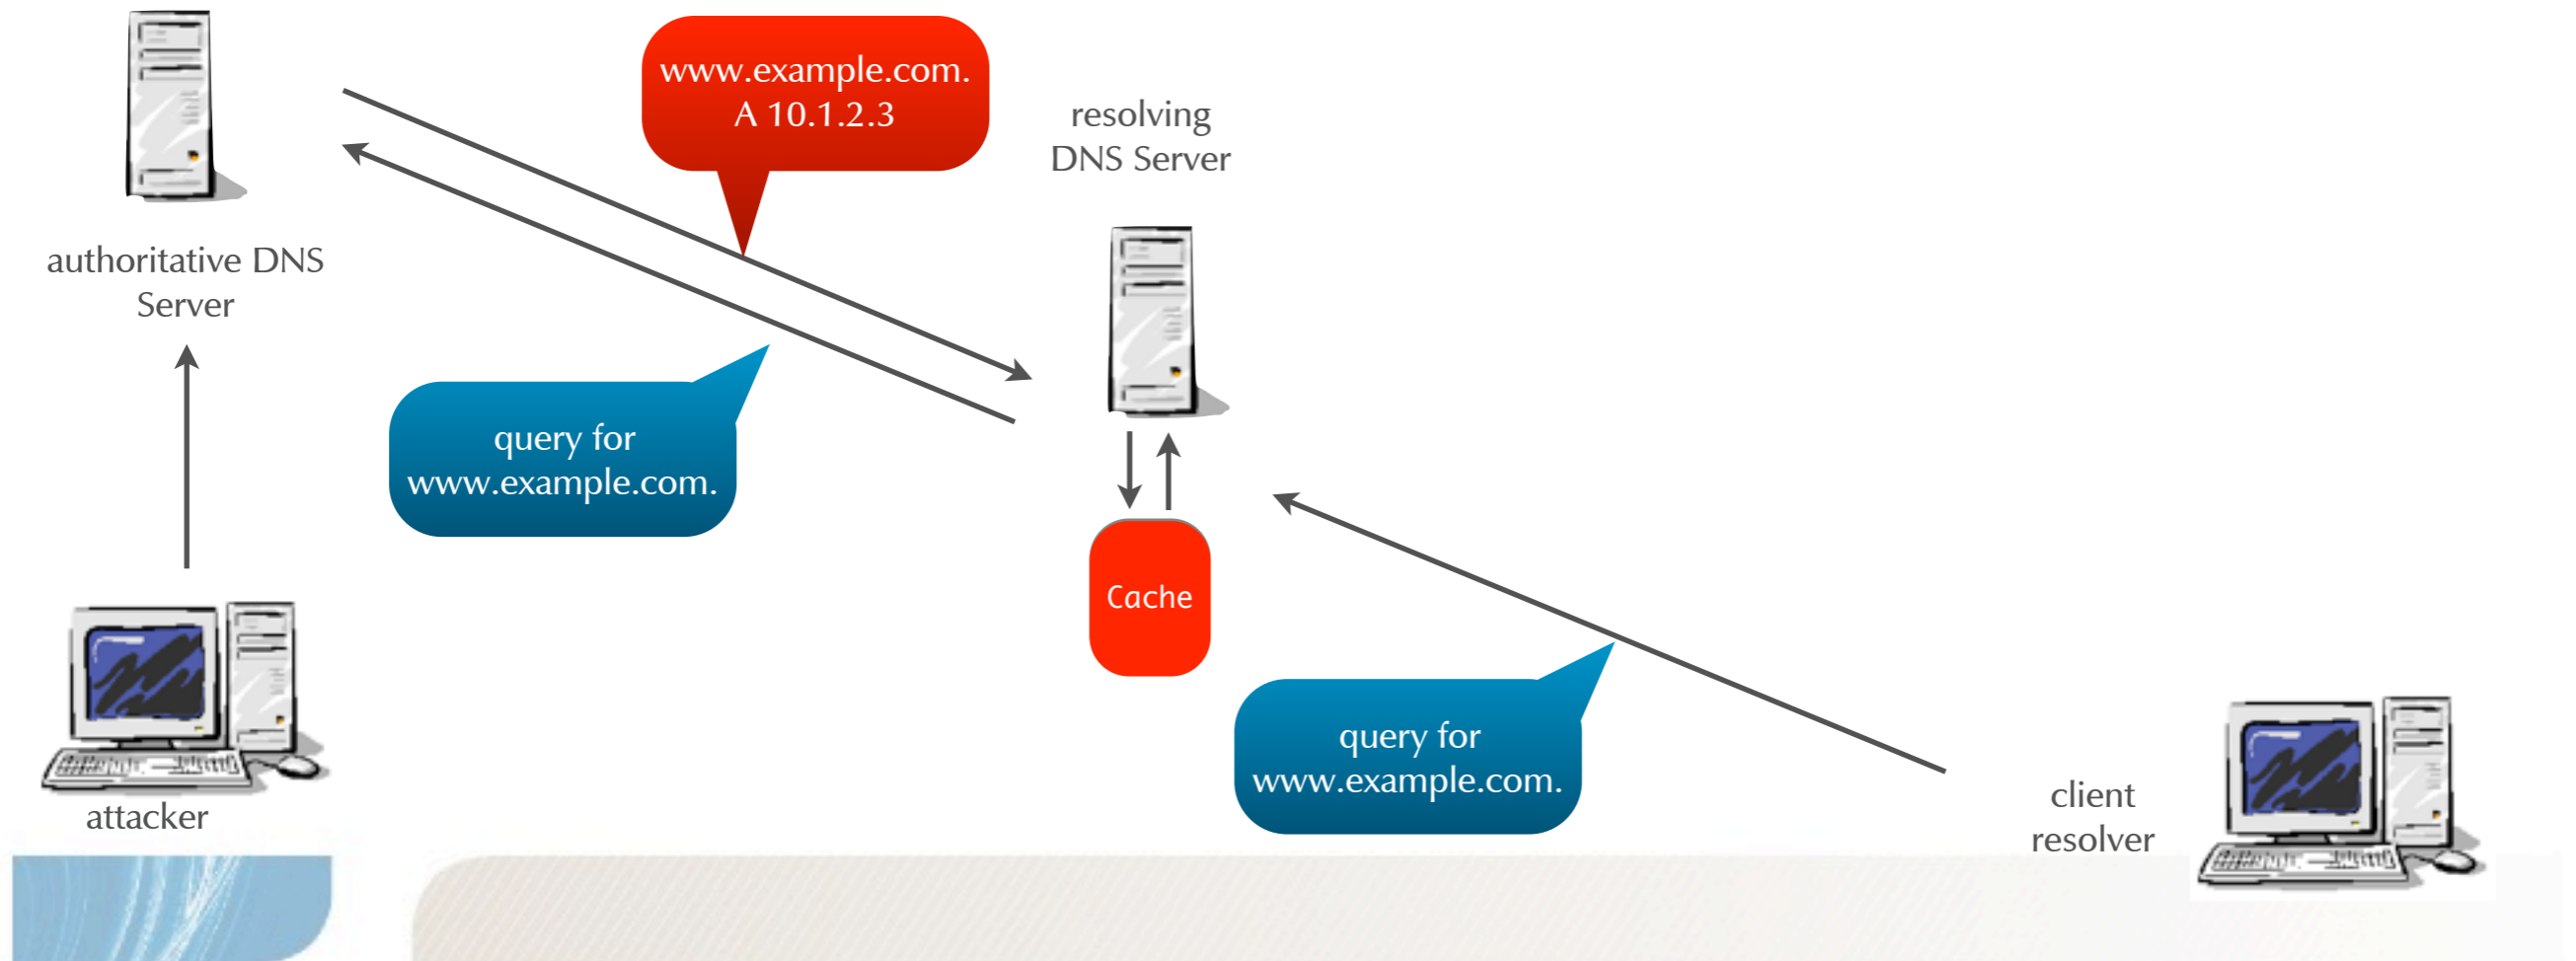 www.example.com.
A 10.1.2.3
resolving
DNS Server
authoritative DNS
Server
query for
www.example.com.
Cache
query for
www.example.com.
attacker
client
resolver